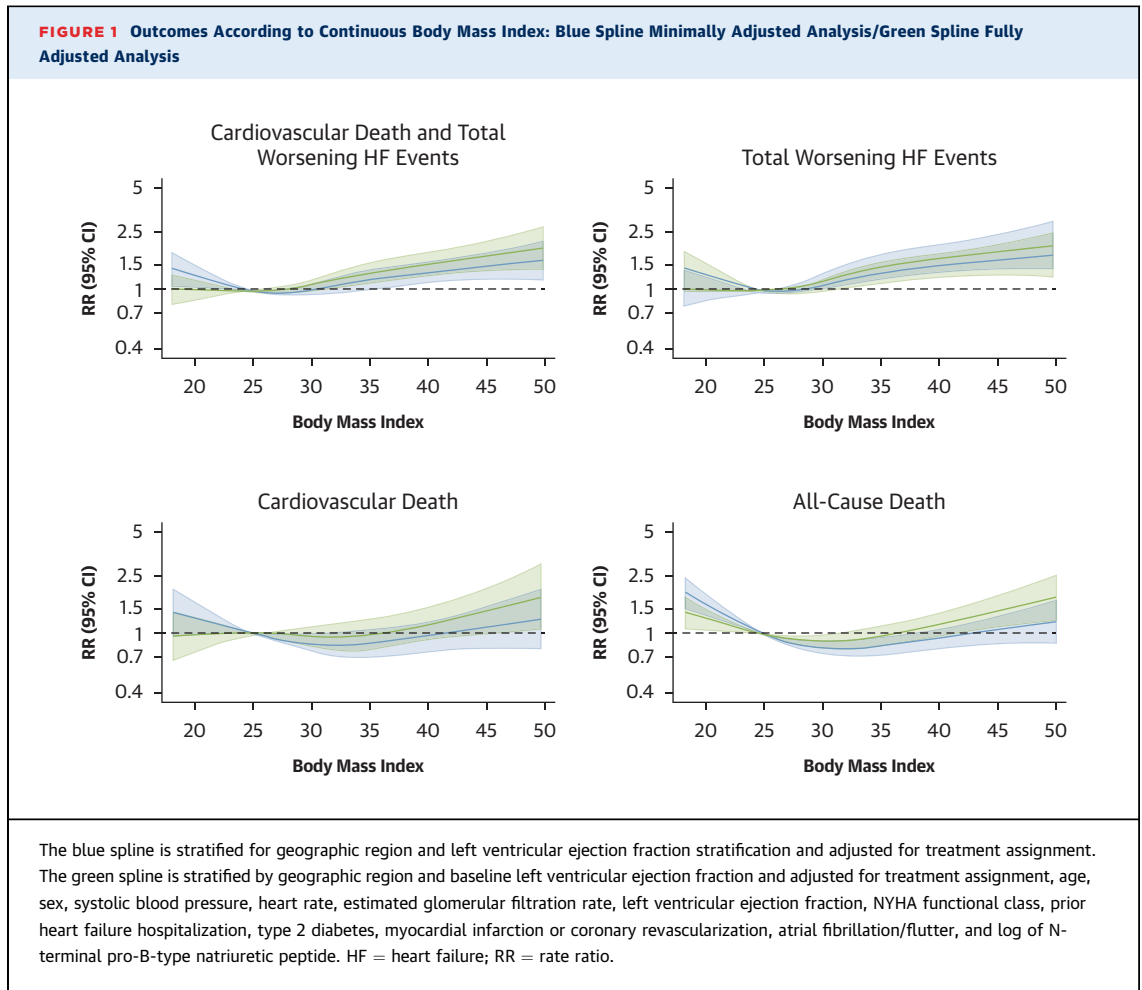 FIGURE 1 Outcomes According to Continuous Body Mass Index: Blue Spline Minimally Adjusted Analysis/Green Spline Fully
Adjusted Analysis
Cardiovascular Death and Total
Worsening HF Events
RR (95% CI)
5
2.5
1.5
1
0.7
0.4
20 25 30 35 40 45 50
Body Mass Index
Total Worsening HF Events
RR (95% CI)
5
2.5
1.5
1
0.7
0.4
20 25 30 35 40 45 50
Body Mass Index
Cardiovascular Death
RR (95% CI)
5
2.5
1.5
1
0.7
0.4
20 25 30 35 40 45 50
Body Mass Index
All-Cause Death
RR (95% CI)
5
2.5
1.5
1
0.7
0.4
20 25 30 35 40 45 50
Body Mass Index
The blue spline is stratified for geographic region and left ventricular ejection fraction stratification and adjusted for treatment assignment.
The green spline is stratified by geographic region and baseline left ventricular ejection fraction and adjusted for treatment assignment, age,
sex, systolic blood pressure, heart rate, estimated glomerular filtration rate, left ventricular ejection fraction, NYHA functional class, prior
heart failure hospitalization, type 2 diabetes, myocardial infarction or coronary revascularization, atrial fibrillation/flutter, and log of N-
terminal pro-B-type natriuretic peptide. HF = heart failure; RR = rate ratio.